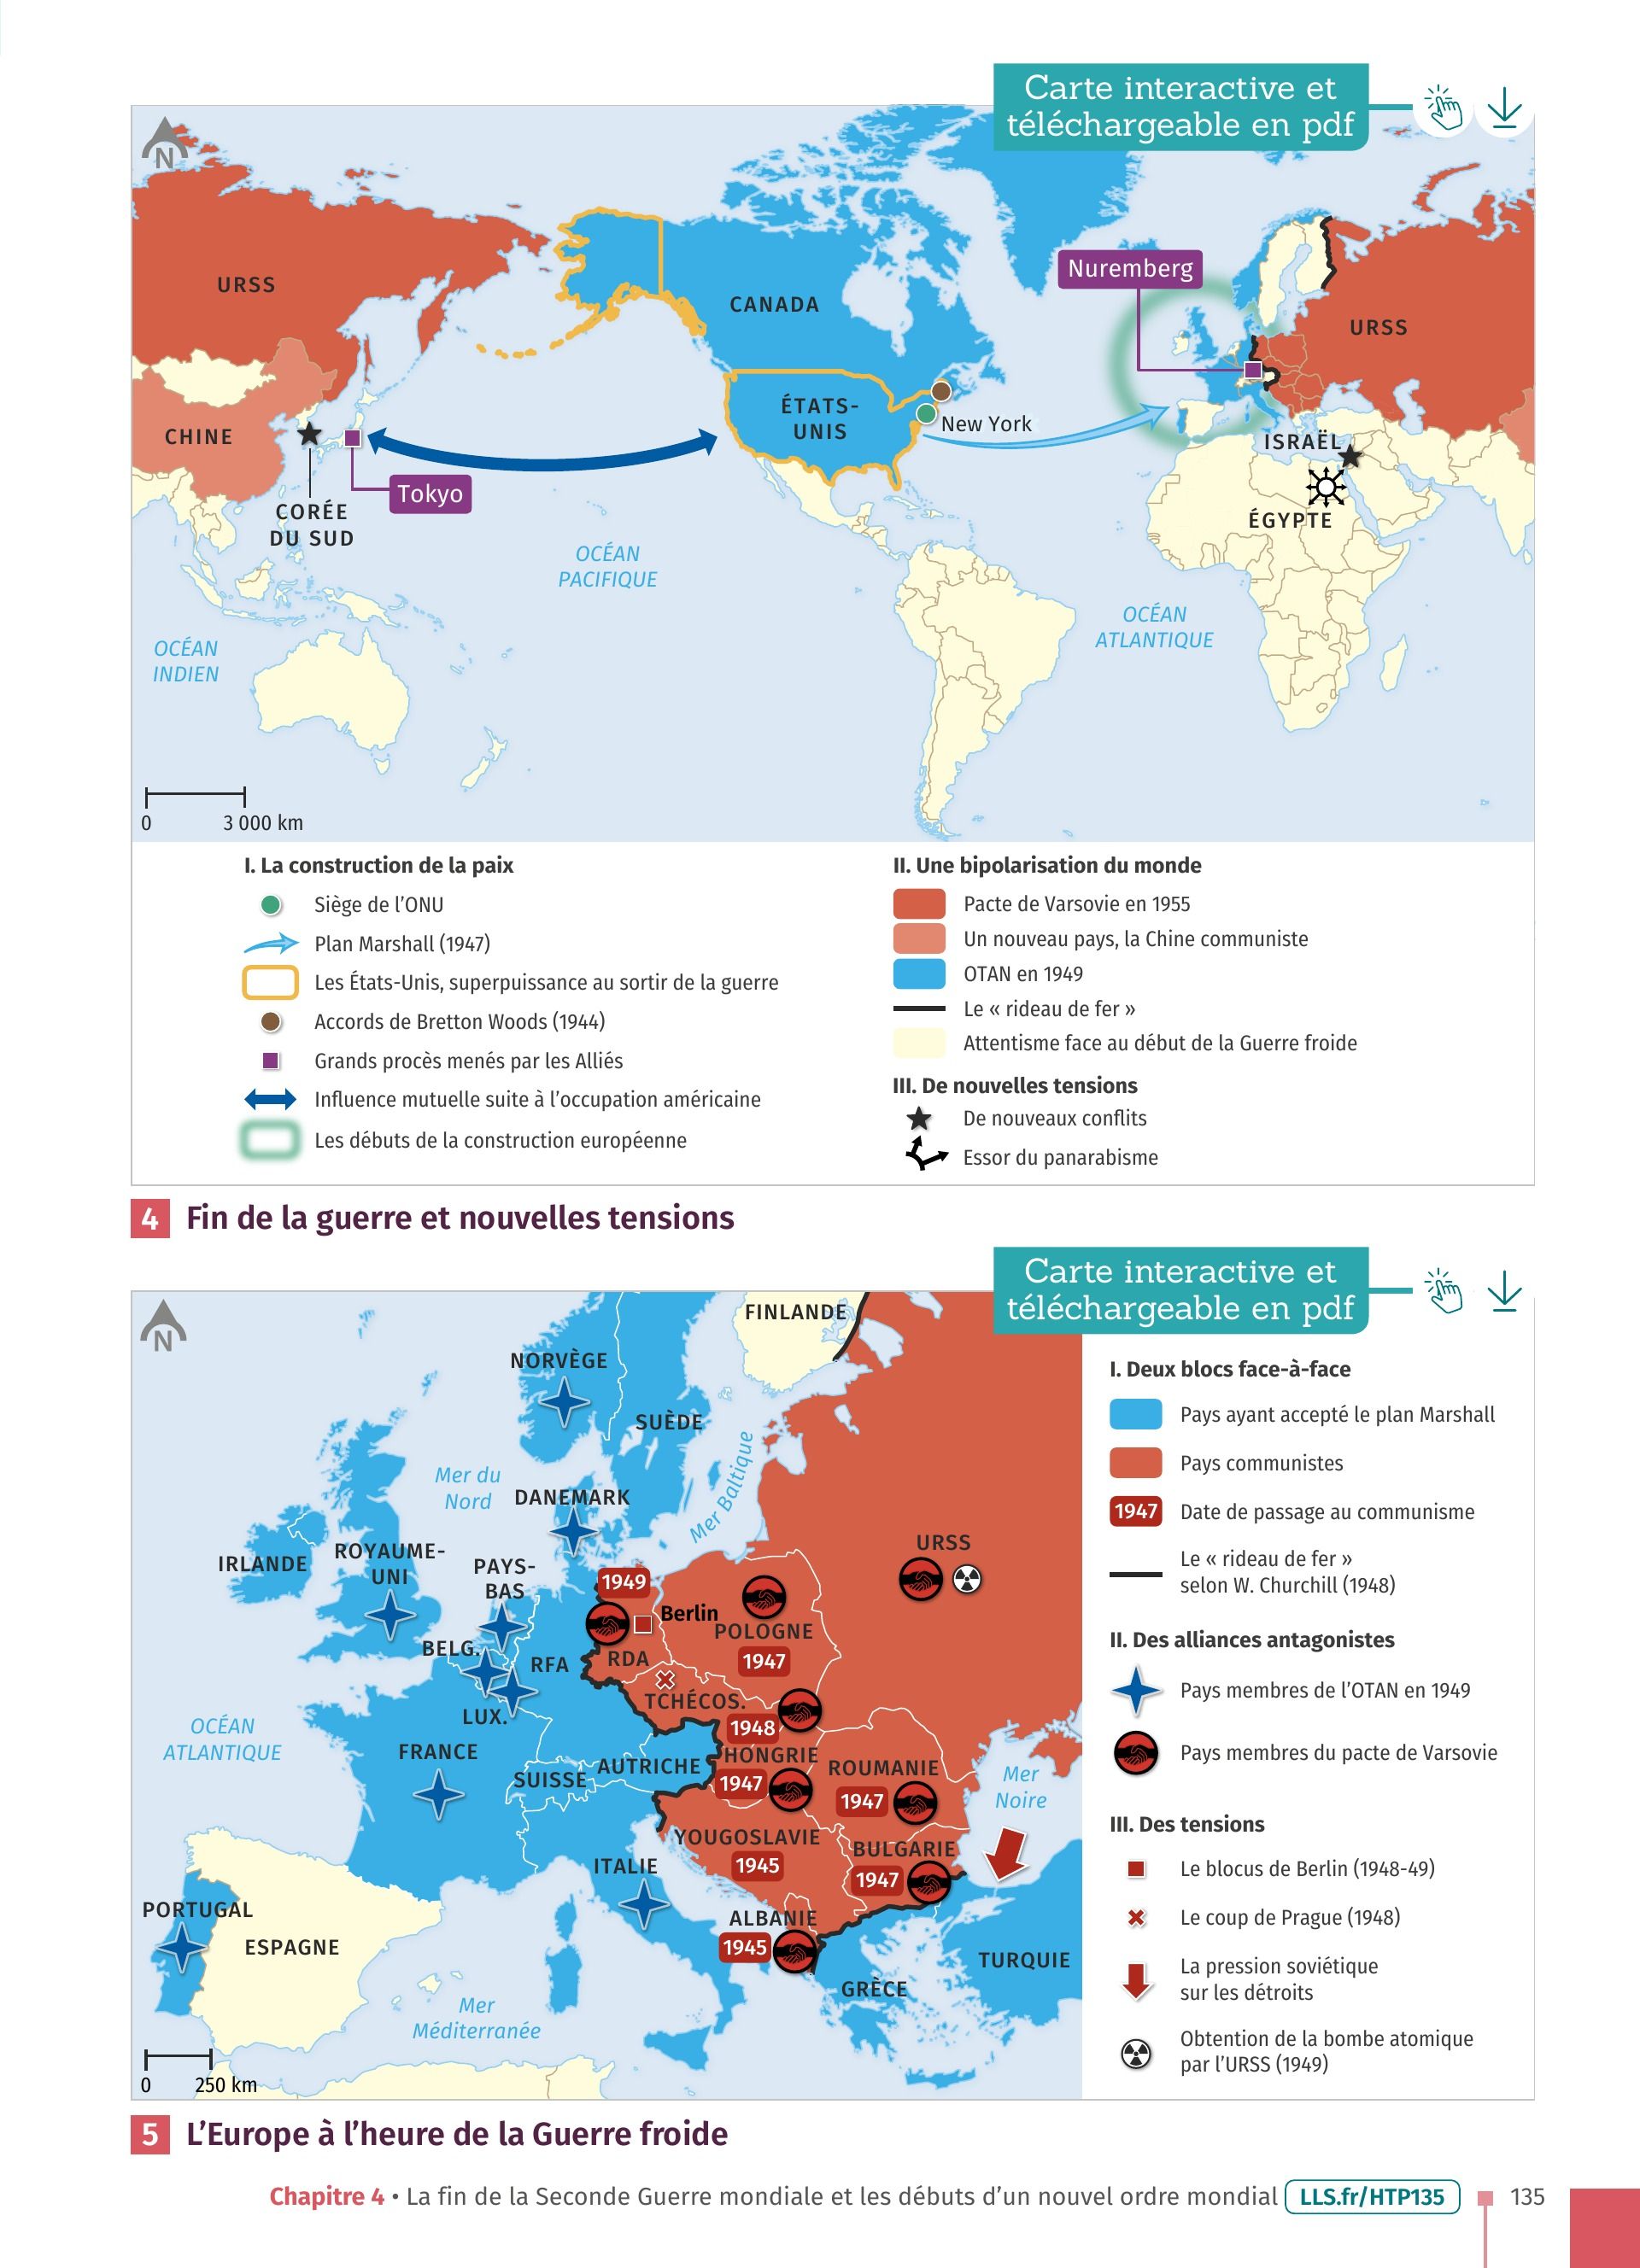 Carte interactive et
téléchargeable en pdf
N
URSS
CANADA
Nuremberg
URSS
ÉTATS-
UNIS
New York
CHINE
ISRAËL
Tokyo
CORÉE
DU SUD
ÉGYPTE
OCÉAN
PACIFIQUE
OCÉAN
ATLANTIQUE
OCÉAN
INDIEN
0 3 000 km
I. La construction de la paix
Siège de l'ONU
Plan Marshall (1947)
Les États-Unis, superpuissance au sortir de la guerre
Accords de Bretton Woods (1944)
Grands procès menés par les Alliés
Influence mutuelle suite à l'occupation américaine
Les débuts de la construction européenne
II. Une bipolarisation du monde
Pacte de Varsovie en 1955
Un nouveau pays, la Chine communiste
OTAN en 1949
Le « rideau de fer »
Attentisme face au début de la Guerre froide
III. De nouvelles tensions
De nouveaux conflits
Essor du panarabisme
4 Fin de la guerre et nouvelles tensions
Carte interactive et
téléchargeable en pdf
N
FINLANDE
NORVÈGE
SUÈDE
Mer Baltique
Mer du
Nord
DANEMARK
IRLANDE
ROYAUME-
UNI
PAYS-
BAS
URSS
1949
Berlin
POLOGNE
1947
BELG.
RFA
RDA
LUX.
TCHÉCOS.
1948
OCÉAN
ATLANTIQUE
FRANCE
SUISSE
AUTRICHE
HONGRIE
1947
ROUMANIE
1947
Mer
Noire
YOUGOSLAVIE
1945
BULGARIE
1947
ITALIE
PORTUGAL
ESPAGNE
ALBANIE
1945
GRÈCE
TURQUIE
Mer
Méditerranée
0 250 km
I. Deux blocs face-à-face
Pays ayant accepté le plan Marshall
Pays communistes
1947 Date de passage au communisme
Le « rideau de fer »
selon W. Churchill (1948)
II. Des alliances antagonistes
Pays membres de l'OTAN en 1949
Pays membres du pacte de Varsovie
III. Des tensions
Le blocus de Berlin (1948-49)
Le coup de Prague (1948)
La pression soviétique
sur les détroits
Obtention de la bombe atomique
par l'URSS (1949)
5 L'Europe à l'heure de la Guerre froide
Chapitre 4 • La fin de la Seconde Guerre mondiale et les débuts d'un nouvel ordre mondial LLS.fr/HTP135 135